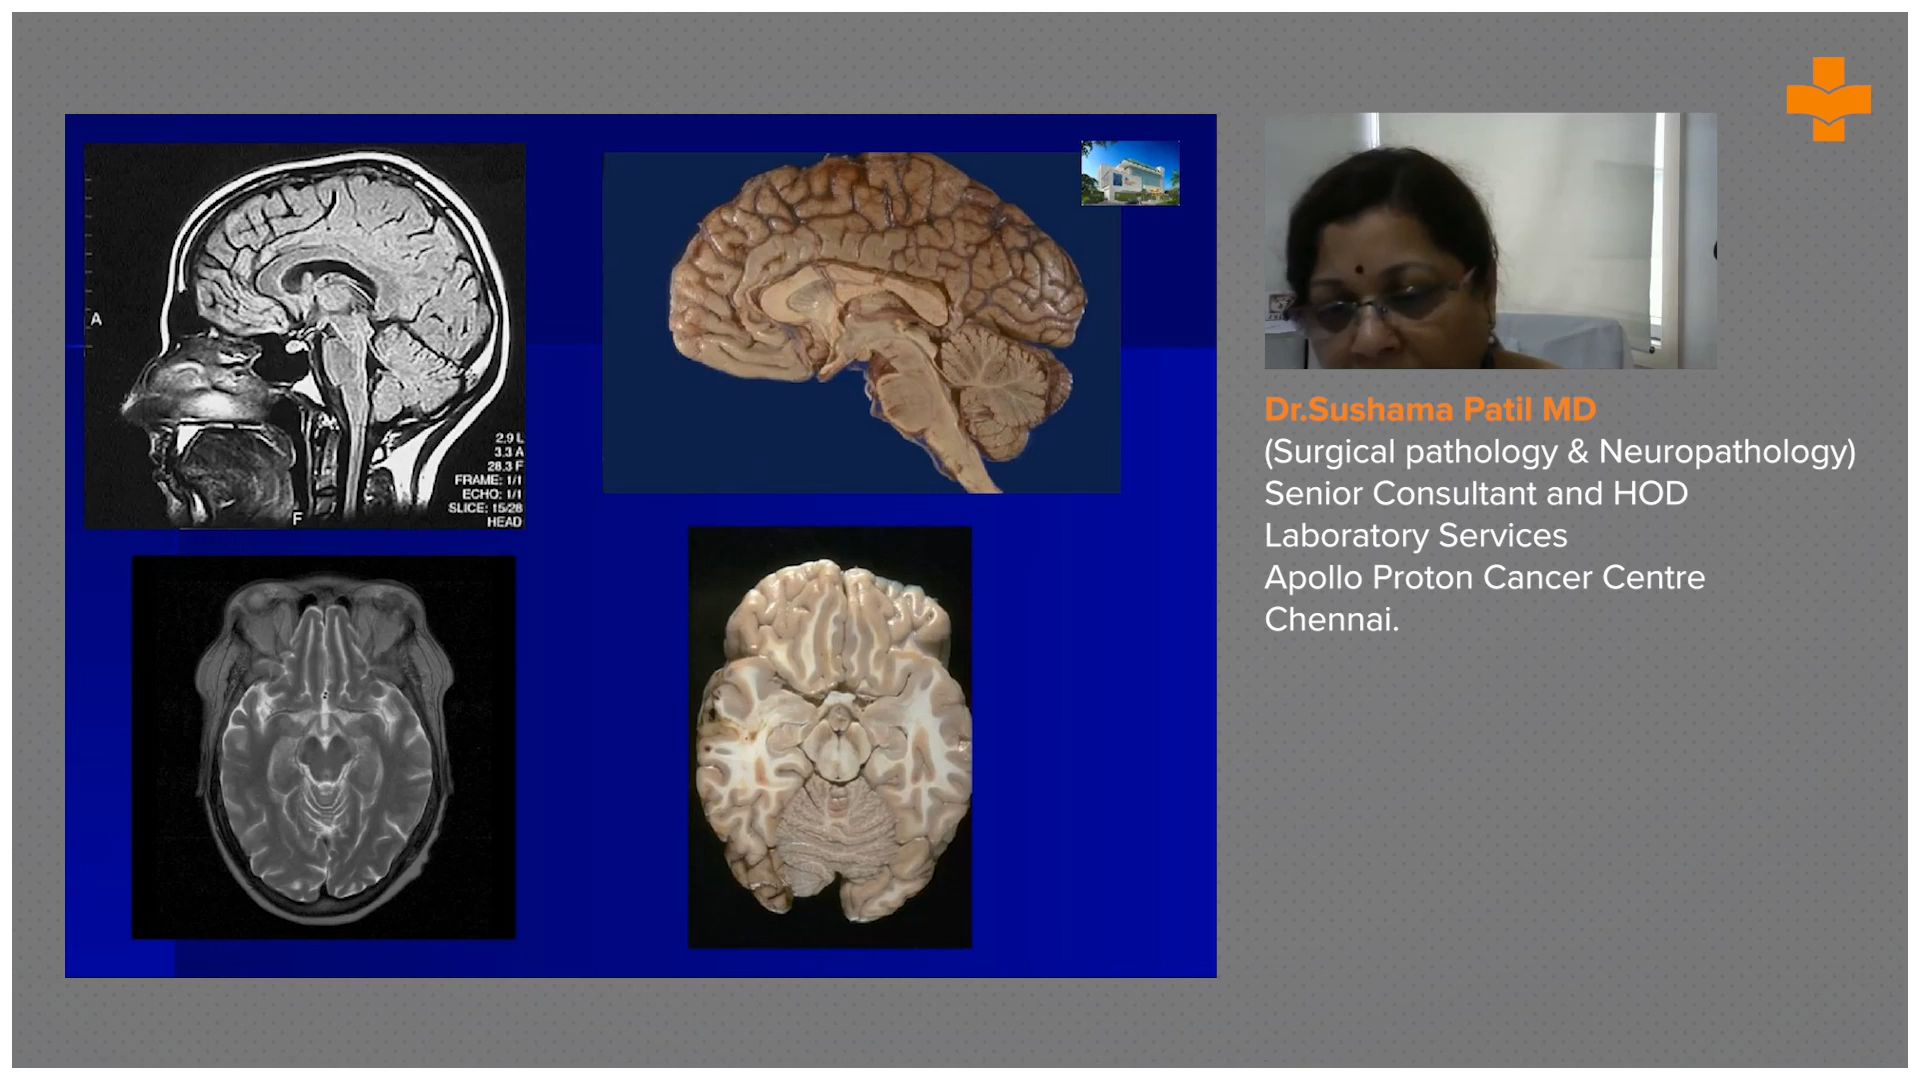 A
2.9 L
3.3 A
28.3 F
FRAME: 1/1
ECHO: 1/1
SLICE: 15/28
HEAD
F
Dr.Sushama Patil MD
(Surgical pathology & Neuropathology)
Senior Consultant and HOD
Laboratory Services
Apollo Proton Cancer Centre
Chennai.